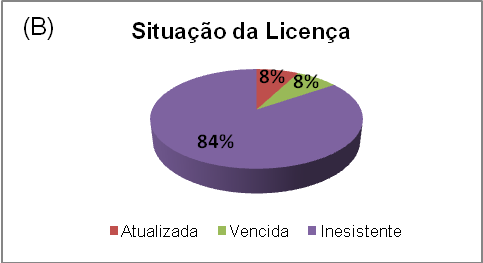 (B)
Situação da Licença
8%
8%
84%
Atualizada Vencida Inesistente